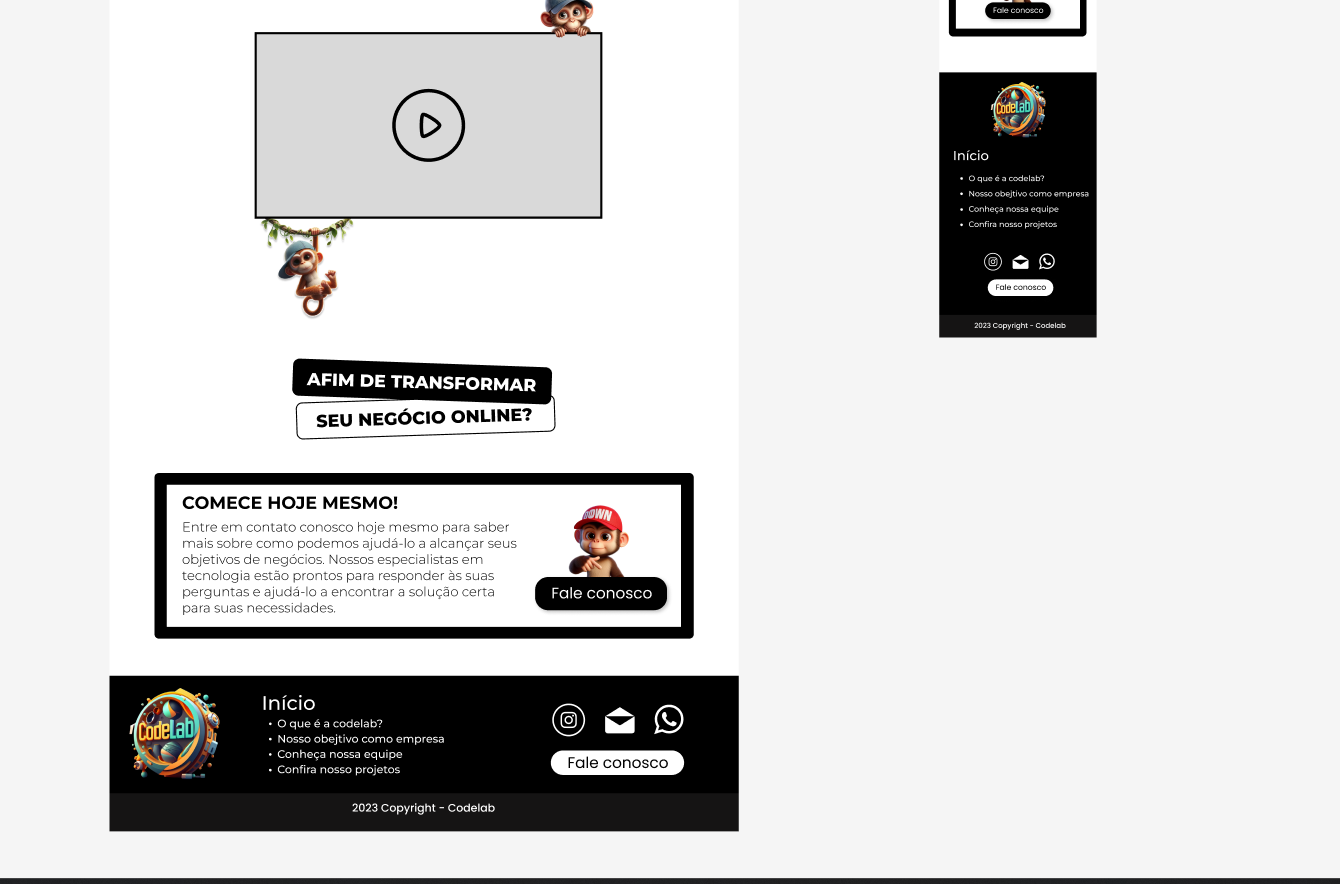 AFIM DE TRANSFORMAR
SEU NEGÓCIO ONLINE?
COMECE HOJE MESMO!
Entre em contato conosco hoje mesmo para saber
mais sobre como podemos ajudá-lo a alcançar seus
objetivos de negócios. Nossos especialistas em
tecnologia estão prontos para responder às suas
perguntas e ajudá-lo a encontrar a solução certa
para suas necessidades.
Fale conosco
CodeLab
Início
• O que é a codelab?
• Nosso obejtivo como empresa
• Conheça nossa equipe
• Confira nosso projetos
Fale conosco
2023 Copyright - Codelab
Fale conosco
CodeLab
Início
• O que é a codelab?
• Nosso obejtivo como empresa
• Conheça nossa equipe
• Confira nosso projetos
Fale conosco
2023 Copyright - Codelab